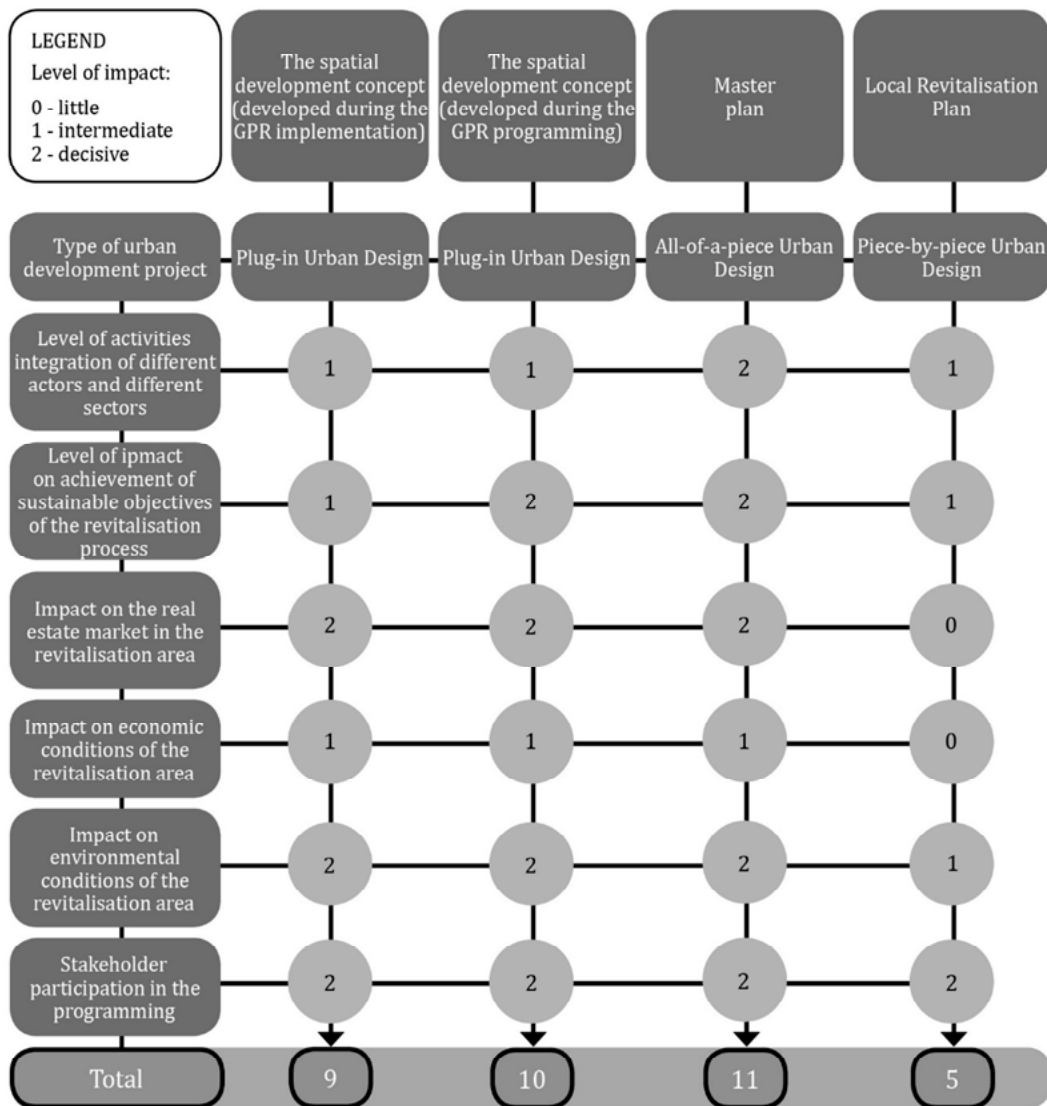 LEGEND
Level of impact:
0 - little
1 - intermediate
2 - decisive
The spatial
development concept
(developed during the
GPR implementation)
The spatial
development concept
(developed during the
GPR programming)
Master
plan
Local Revitalisation
Plan
Type of urban
development project
Plug-in Urban Design
Plug-in Urban Design
All-of-a-piece Urban
Design
Piece-by-piece Urban
Design
Level of activities
integration of different
actors and different
sectors
1
1
2
1
Level of ipmact
on achievement of
sustainable objectives
of the revitalisation
process
1
2
2
1
Impact on the real
estate market in the
revitalisation area
2
2
2
0
Impact on economic
conditions of the
revitalisation area
1
1
1
0
Impact on
environmental
conditions of the
revitalisation area
2
2
2
1
Stakeholder
participation in the
programming
2
2
2
2
Total
9
10
11
5